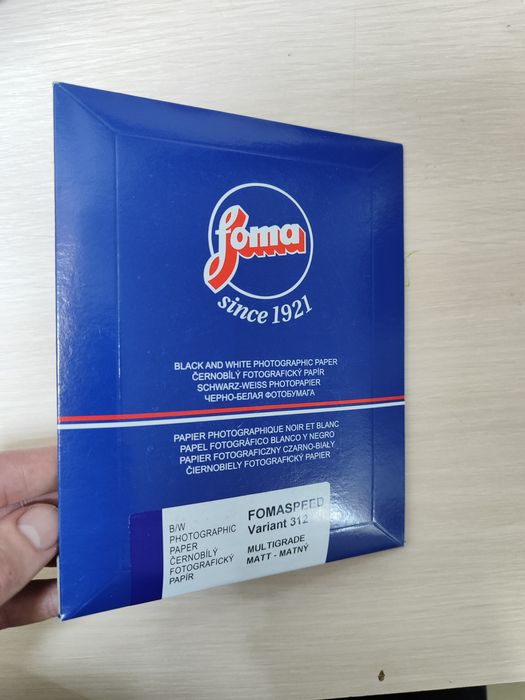 foma
since 1921
BLACK AND WHITE PHOTOGRAPHIC PAPER
ČERNOBÍLÝ FOTOGRAFICKÝ PAPÍR
SCHWARZ-WEISS PHOTOPAPIER
ЧЕРНО-БЕЛАЯ ФОТОБУМАГА
PAPIER PHOTOGRAPHIQUE NOIR ET BLANC
PAPEL FOTOGRÁFICO BLANCO Y NEGRO
PAPIER FOTOGRAFICZNY CZARNO-BIAŁY
ČIERNOBIELY FOTOGRAFICKÝ PAPIER
B/W
PHOTOGRAPHIC
PAPER
ČERNOBÍLÝ
FOTOGRAFICKÝ
PAPÍR
FOMASPEED
Variant 312
MULTIGRADE
MATT - MATNÝ